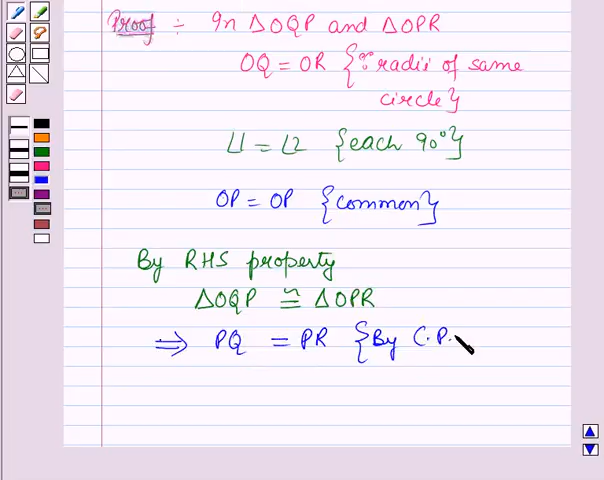 Proof :- In ΔOQP and ΔOPR
OQ = OR {∵ radii of same
circle}
∠1 = ∠2 {each 90°}
OP = OP {common}
By RHS property
ΔOQP ≅ ΔOPR
⇒ PQ = PR {By C.P.